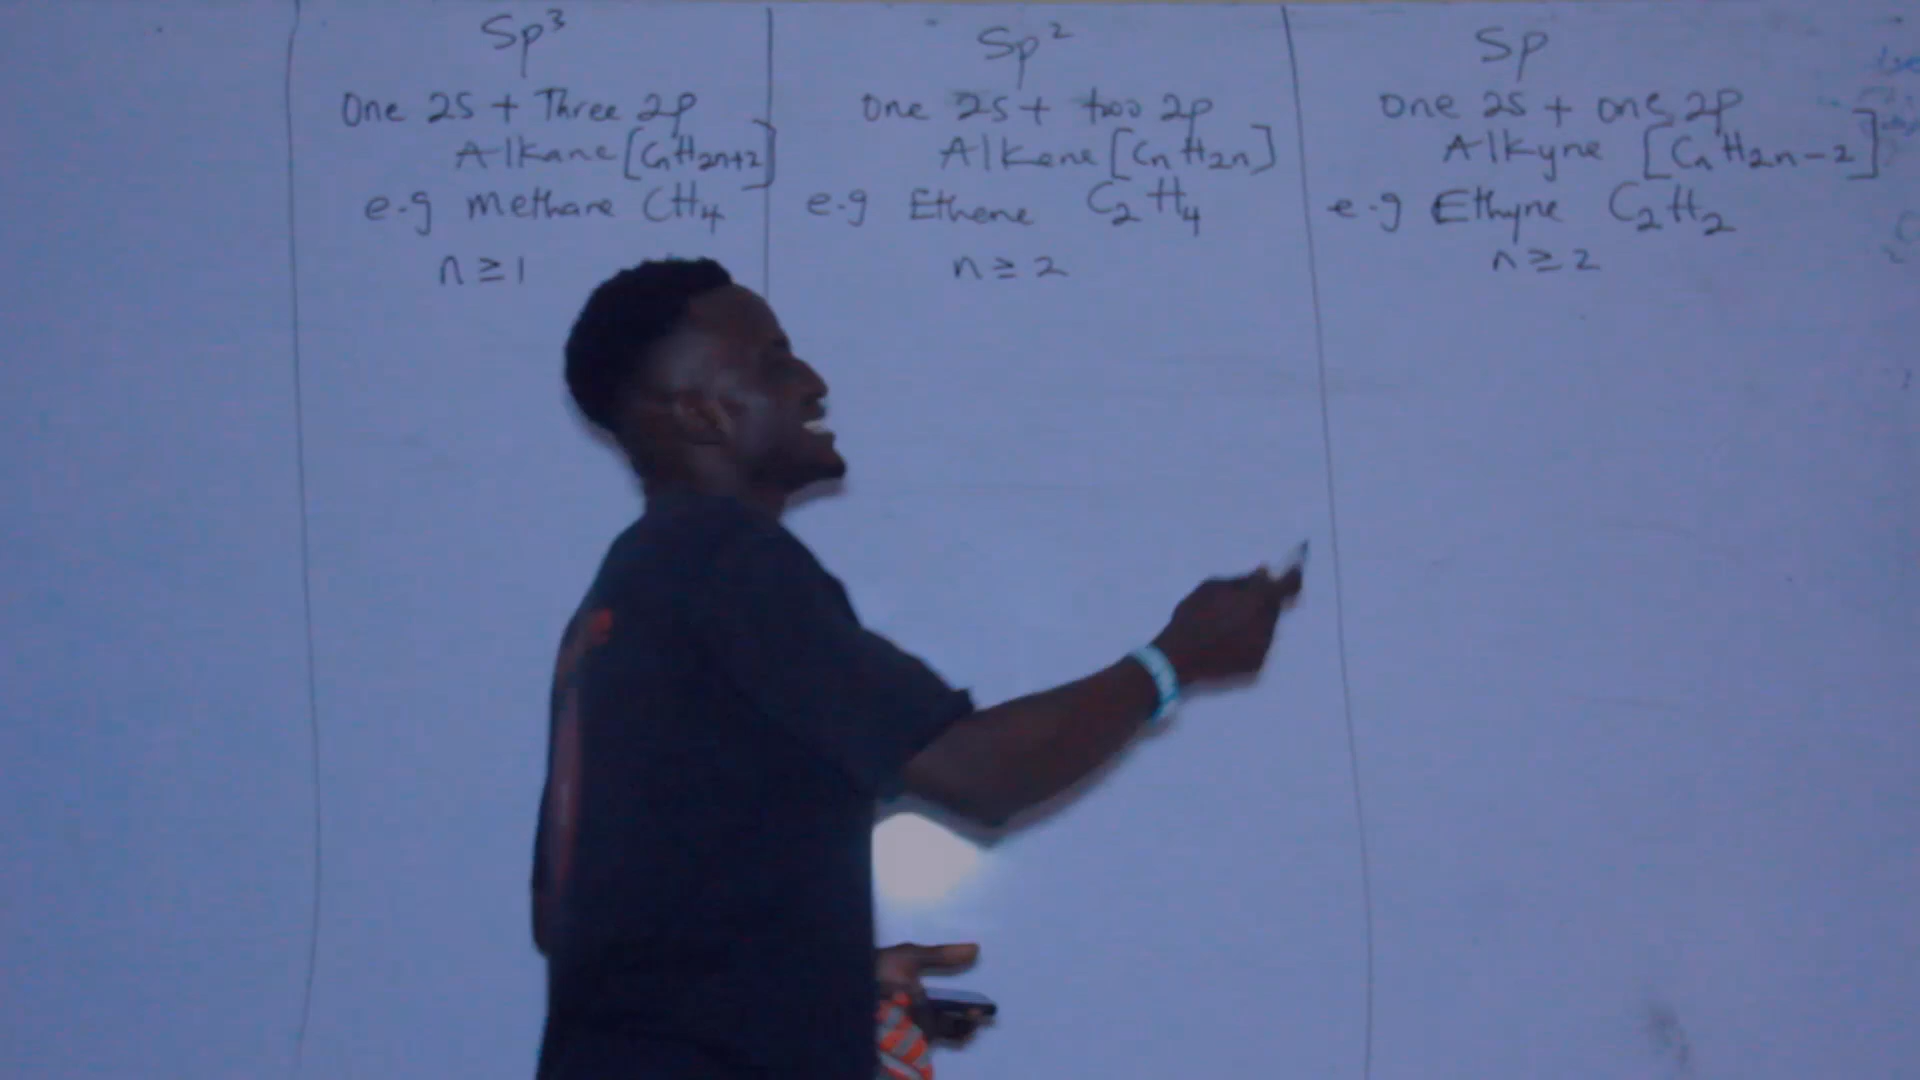 Sp³
One 2S + Three 2p
Alkane [CnH2n+2]
e.g Methane CH4
n ≥ 1
Sp²
One 2S + two 2p
Alkene [CnH2n]
e.g Ethene C2H4
n ≥ 2
Sp
One 2S + one 2p
Alkyne [CnH2n-2]
e.g Ethyne C2H2
n ≥ 2